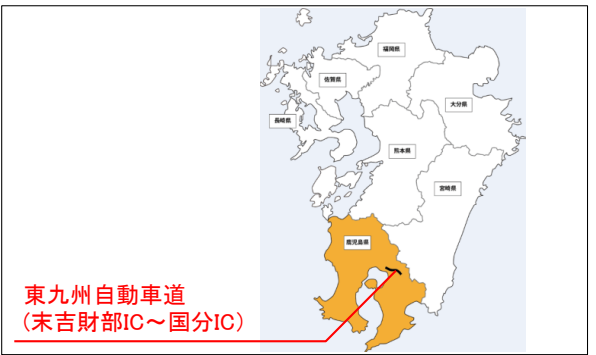 福岡県
佐賀県
大分県
長崎県
熊本県
宮崎県
鹿児島県
東九州自動車道
(末吉財部IC～国分IC)